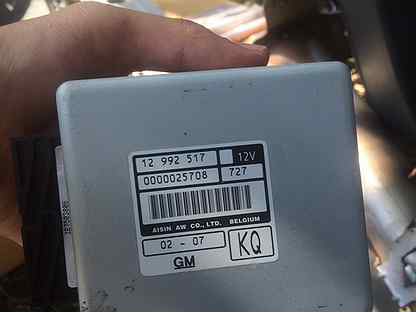 12 992 517 12V
0000025708 727
AISIN AW CO., LTD. BELGIUM
02 - 07 KQ
GM